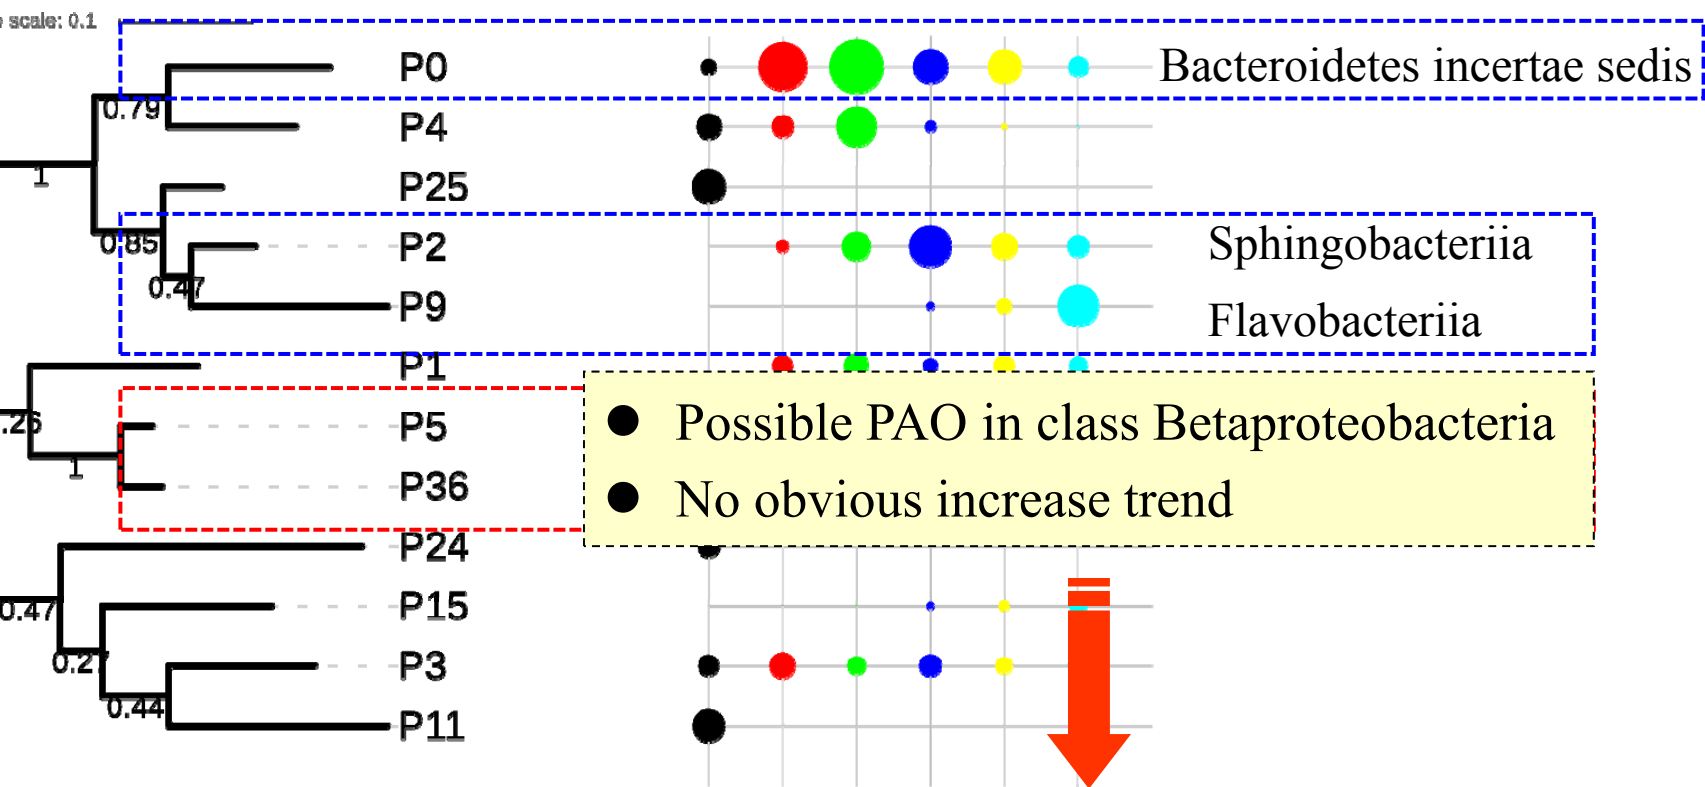 scale: 0.1
P0
Bacteroidetes incertae sedis
0.79
P4
1
P25
0.85
P2
Sphingobacteriia
0.47
P9
Flavobacteriia
P1
.26
P5
● Possible PAO in class Betaproteobacteria
1
P36
● No obvious increase trend
P24
0.47
P15
0.27
P3
0.44
P11